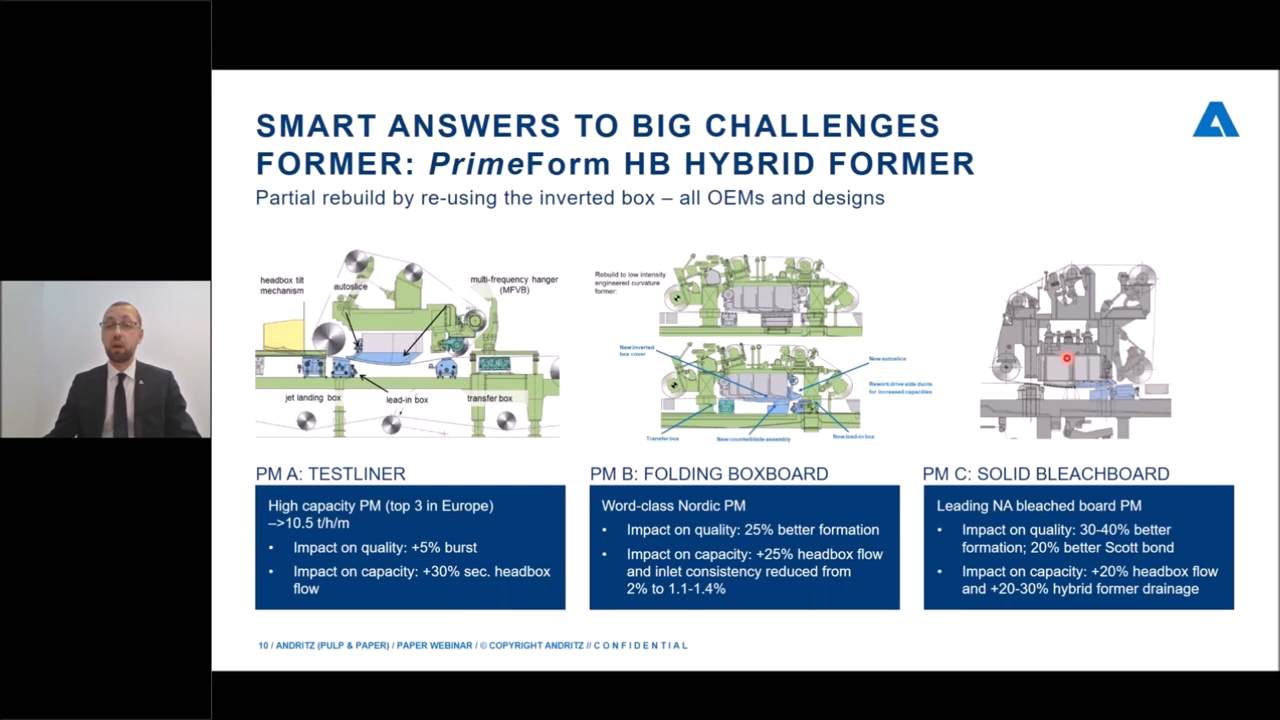 SMART ANSWERS TO BIG CHALLENGES
FORMER: PrimeForm HB HYBRID FORMER
Partial rebuild by re-using the inverted box – all OEMs and designs
headbox tilt
mechanism
autoslice
multi-frequency hanger
(MFVB)
jet landing box
lead-in box
transfer box
Rebuild to low intensity
engineered curvature
former:
New inverted
box cover
New autoslice
Rework drive side ducts
for increased capacities
Transfer box
New counterblade assembly
New lead-in box
PM A: TESTLINER
High capacity PM (top 3 in Europe)
–>10.5 t/h/m
• Impact on quality: +5% burst
• Impact on capacity: +30% sec. headbox
flow
PM B: FOLDING BOXBOARD
Word-class Nordic PM
• Impact on quality: 25% better formation
• Impact on capacity: +25% headbox flow
and inlet consistency reduced from
2% to 1.1-1.4%
PM C: SOLID BLEACHBOARD
Leading NA bleached board PM
• Impact on quality: 30-40% better
formation; 20% better Scott bond
• Impact on capacity: +20% headbox flow
and +20-30% hybrid former drainage
10 / ANDRITZ (PULP & PAPER) / PAPER WEBINAR / © COPYRIGHT ANDRITZ // CONFIDENTIAL